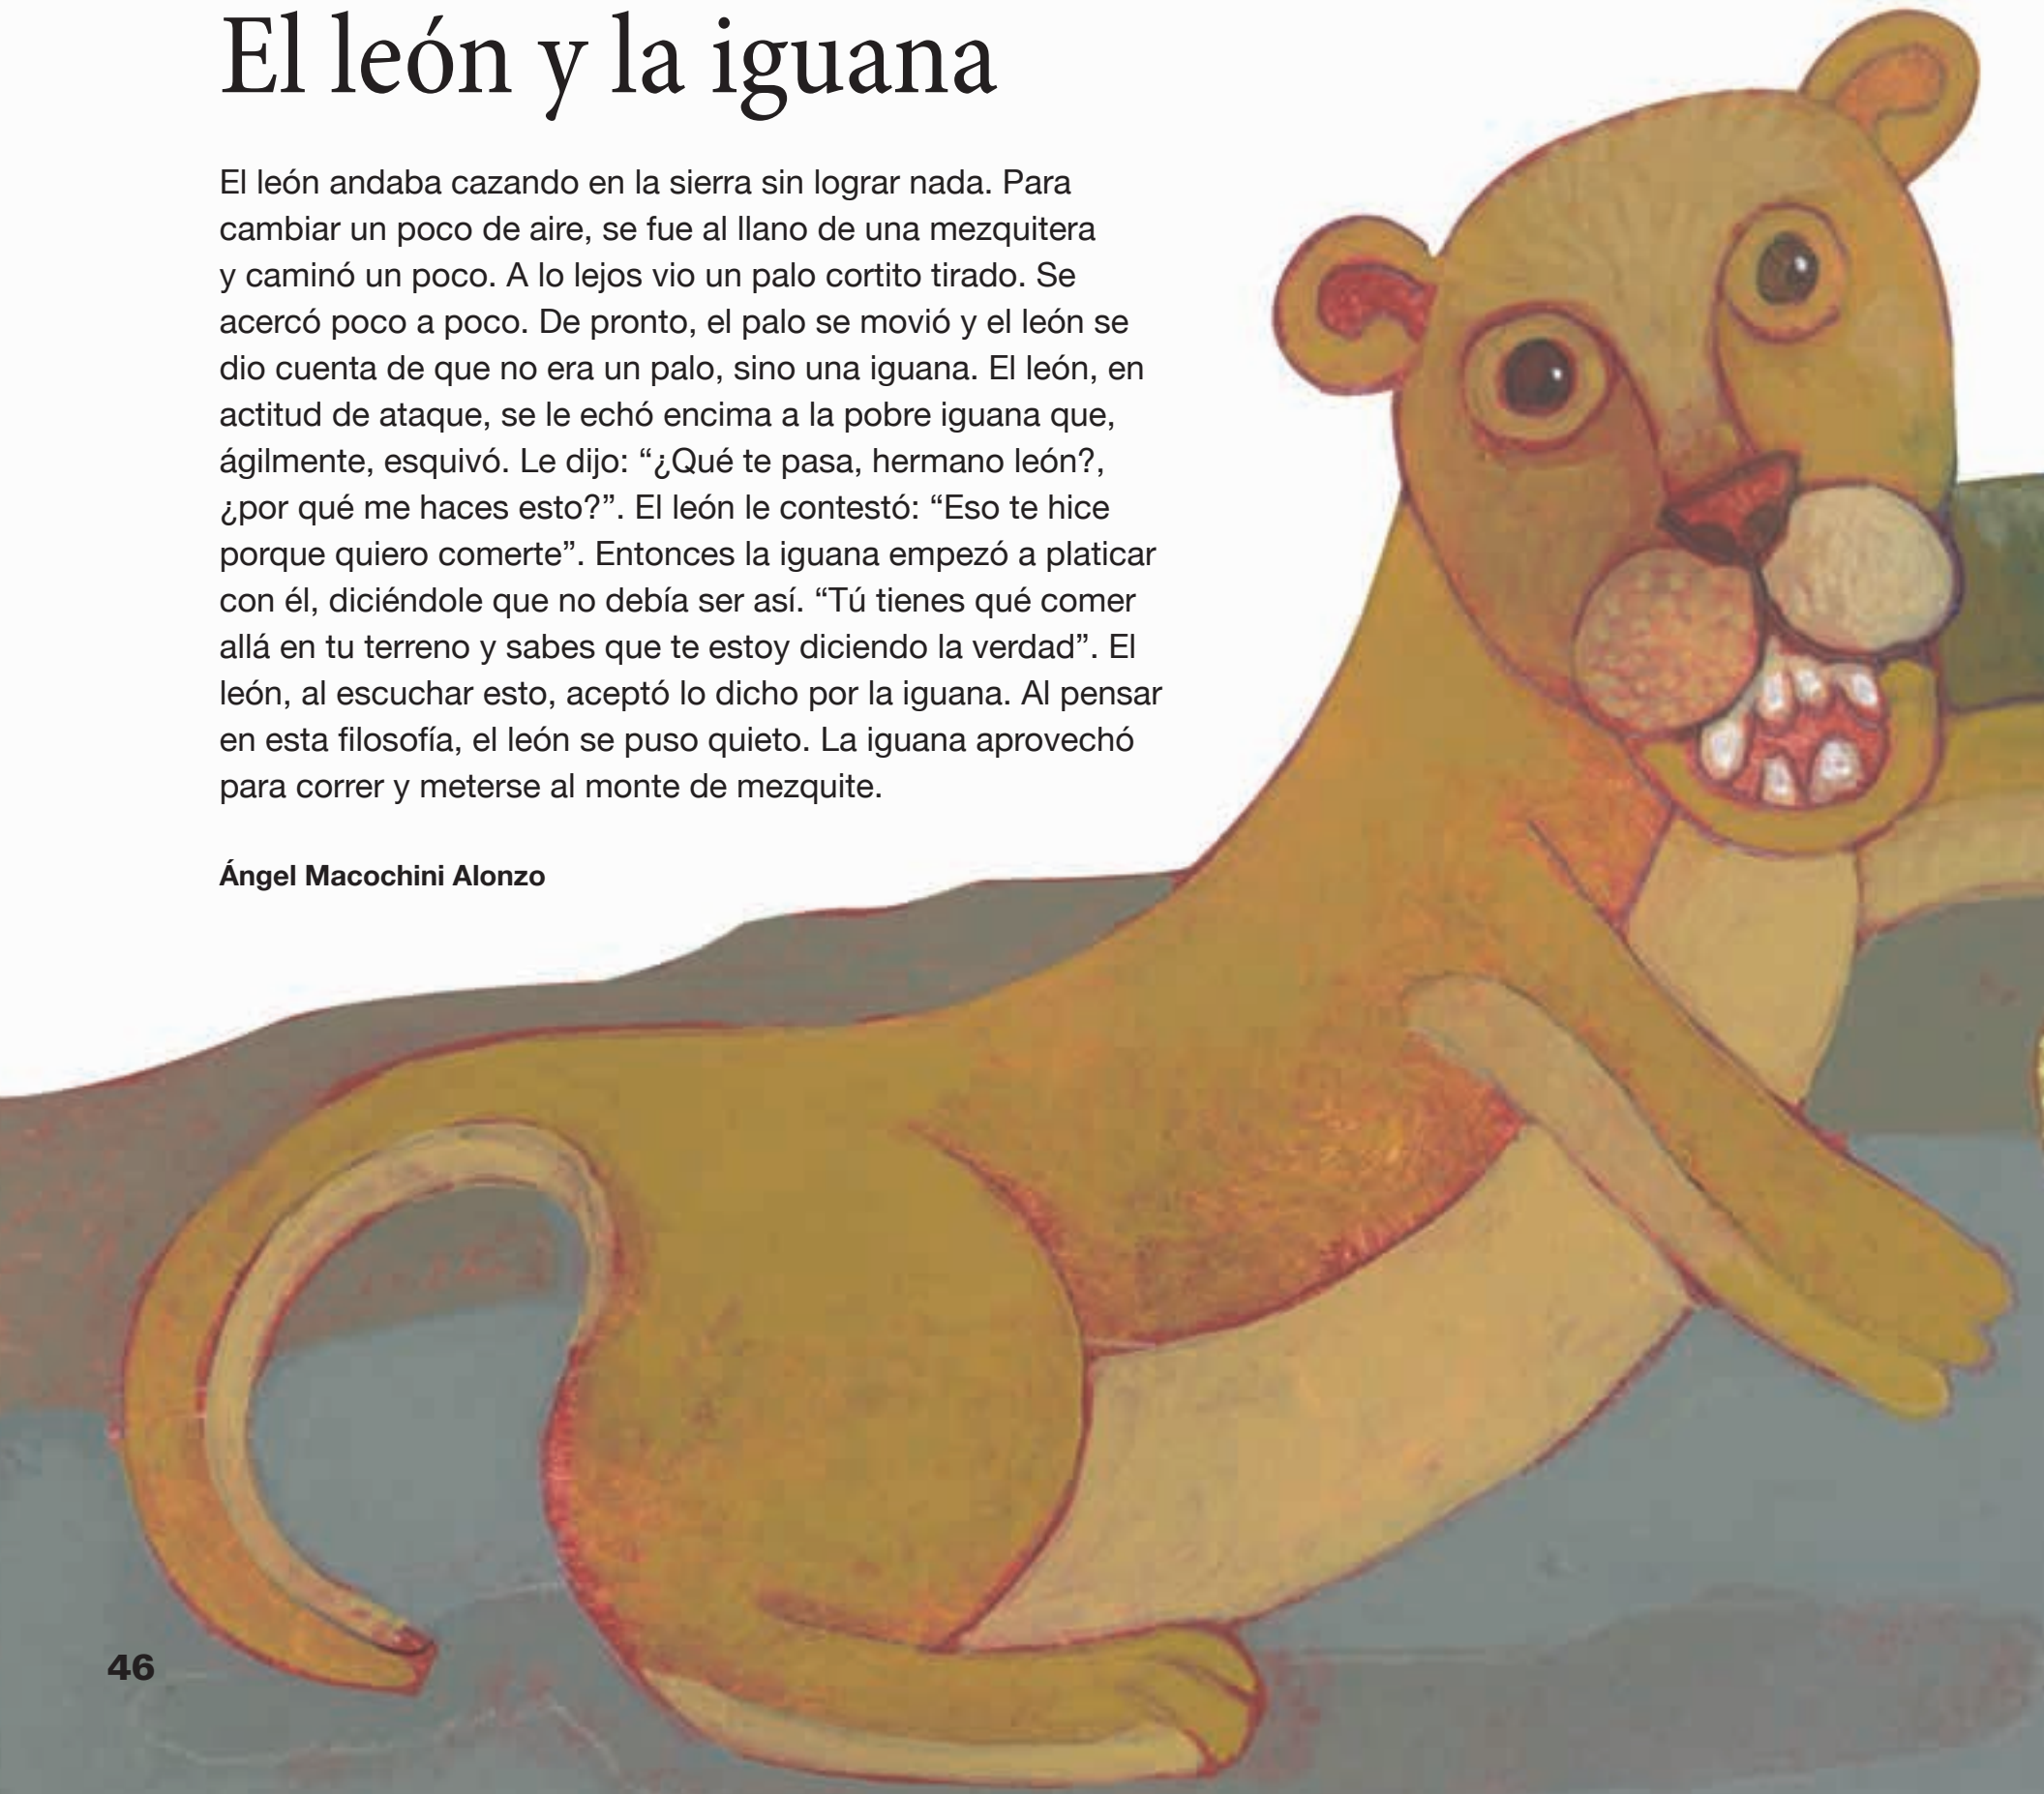 El león y la iguana
El león andaba cazando en la sierra sin lograr nada. Para
cambiar un poco de aire, se fue al llano de una mezquitera
y caminó un poco. A lo lejos vio un palo cortito tirado. Se
acercó poco a poco. De pronto, el palo se movió y el león se
dio cuenta de que no era un palo, sino una iguana. El león, en
actitud de ataque, se le echó encima a la pobre iguana que,
ágilmente, esquivó. Le dijo: “¿Qué te pasa, hermano león?,
¿por qué me haces esto?”. El león le contestó: “Eso te hice
porque quiero comerte”. Entonces la iguana empezó a platicar
con él, diciéndole que no debía ser así. “Tú tienes qué comer
allá en tu terreno y sabes que te estoy diciendo la verdad”. El
león, al escuchar esto, aceptó lo dicho por la iguana. Al pensar
en esta filosofía, el león se puso quieto. La iguana aprovechó
para correr y meterse al monte de mezquite.
Ángel Macochini Alonzo
46